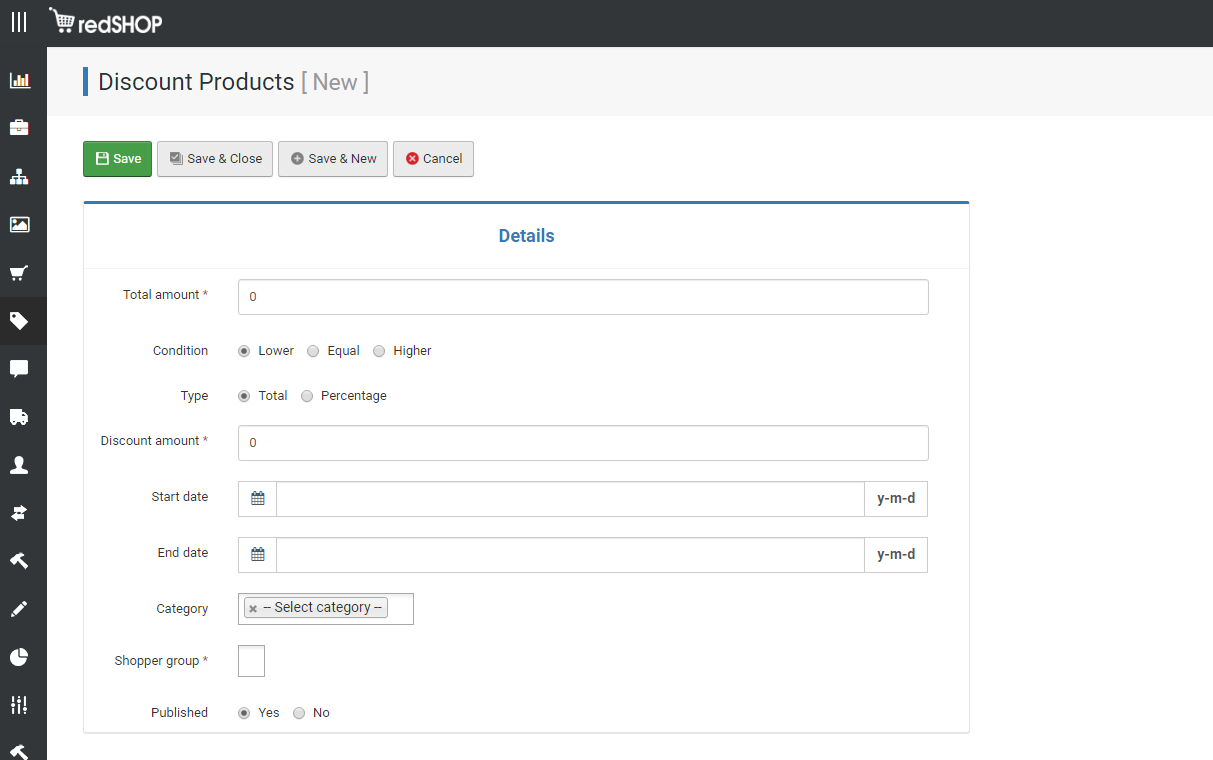 redSHOP
Discount Products [ New ]
Save Save & Close Save & New Cancel
Details
Total amount * 0
Condition Lower Equal Higher
Type Total Percentage
Discount amount * 0
Start date y-m-d
End date y-m-d
Category × -- Select category --
Shopper group *
Published Yes No